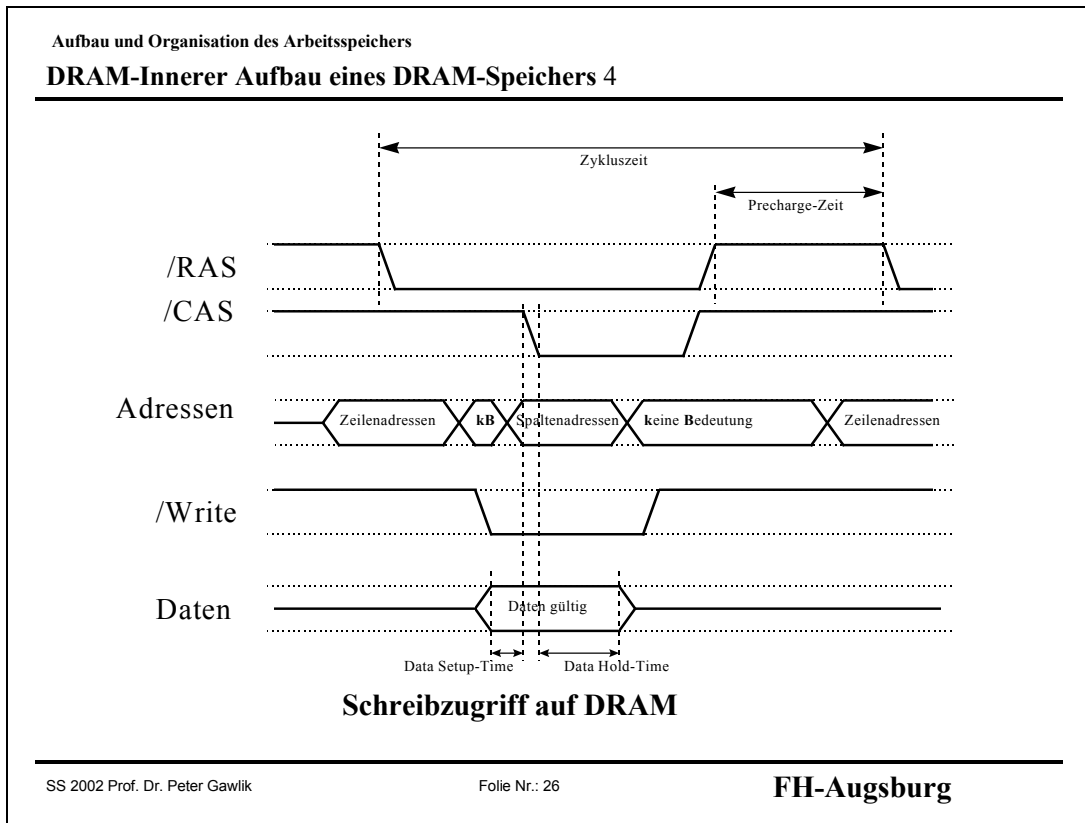 Aufbau und Organisation des Arbeitsspeichers
DRAM-Innerer Aufbau eines DRAM-Speichers 4
Zykluszeit
Precharge-Zeit
/RAS
/CAS
Adressen
Zeilenadressen
kB
Spaltenadressen
keine Bedeutung
Zeilenadressen
/Write
Daten
Daten gültig
Data Setup-Time
Data Hold-Time
Schreibzugriff auf DRAM
SS 2002 Prof. Dr. Peter Gawlik
Folie Nr.: 26
FH-Augsburg